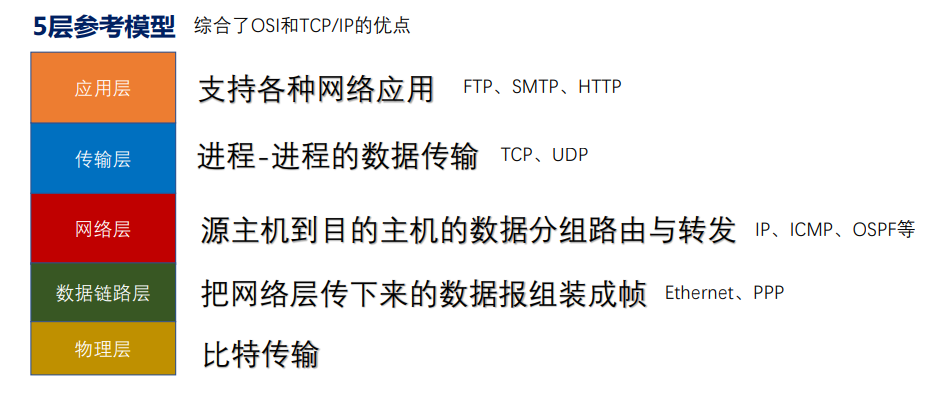 5层参考模型 综合了OSI和TCP/IP的优点
应用层 支持各种网络应用 FTP、SMTP、HTTP
传输层 进程-进程的数据传输 TCP、UDP
网络层 源主机到目的主机的数据分组路由与转发 IP、ICMP、OSPF等
数据链路层 把网络层传下来的数据报组装成帧 Ethernet、PPP
物理层 比特传输